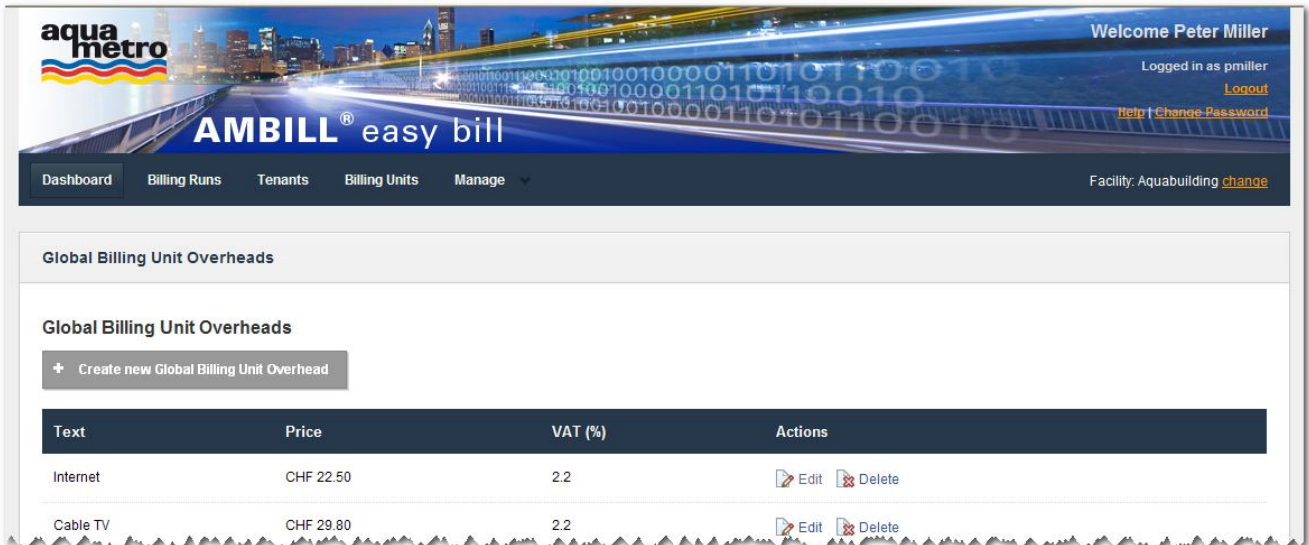 aqua
metro
Welcome Peter Miller
Logged in as pmiller
Logout
Help | Change Password
AMBILL® easy bill
Dashboard Billing Runs Tenants Billing Units Manage Facility: Aquabuilding change
Global Billing Unit Overheads
Global Billing Unit Overheads
+ Create new Global Billing Unit Overhead
Text Price VAT (%) Actions
Internet CHF 22.50 2.2 Edit Delete
Cable TV CHF 29.80 2.2 Edit Delete